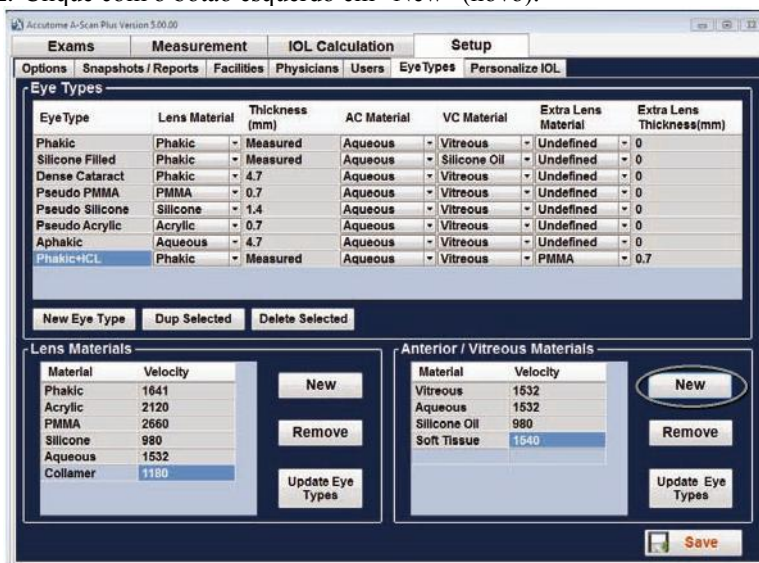 2. Clique com o botão esquerdo em "New" (novo).
Accutome A-Scan Plus Version 5.00.00
Exams Measurement IOL Calculation Setup
Options Snapshots / Reports Facilities Physicians Users Eye Types Personalize IOL
Eye Types
Eye Type Lens Material Thickness (mm) AC Material VC Material Extra Lens Material Extra Lens Thickness(mm)
Phakic Phakic Measured Aqueous Vitreous Undefined 0
Silicone Filled Phakic Measured Aqueous Silicone Oil Undefined 0
Dense Cataract Phakic 4.7 Aqueous Vitreous Undefined 0
Pseudo PMMA PMMA 0.7 Aqueous Vitreous Undefined 0
Pseudo Silicone Silicone 1.4 Aqueous Vitreous Undefined 0
Pseudo Acrylic Acrylic 0.7 Aqueous Vitreous Undefined 0
Aphakic Aqueous 4.7 Aqueous Vitreous Undefined 0
Phakic+ICL Phakic Measured Aqueous Vitreous PMMA 0.7
New Eye Type Dup Selected Delete Selected
Lens Materials
Material Velocity
Phakic 1641
Acrylic 2120
PMMA 2660
Silicone 980
Aqueous 1532
Collamer 1180
New
Remove
Update Eye Types
Anterior / Vitreous Materials
Material Velocity
Vitreous 1532
Aqueous 1532
Silicone Oil 980
Soft Tissue 1540
New
Remove
Update Eye Types
Save